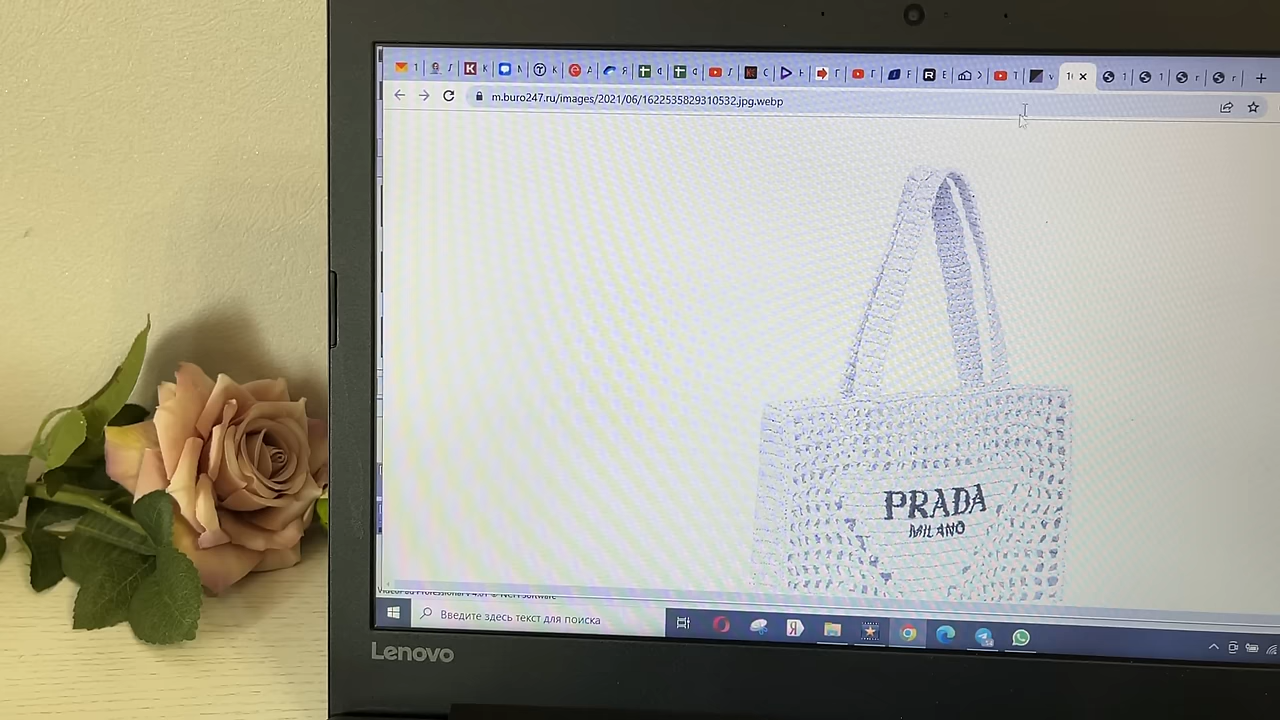 m.buro247.ru/images/2021/06/1622535829310532.jpg.webp
PRADA
MILANO
Введите здесь текст для поиска
Lenovo